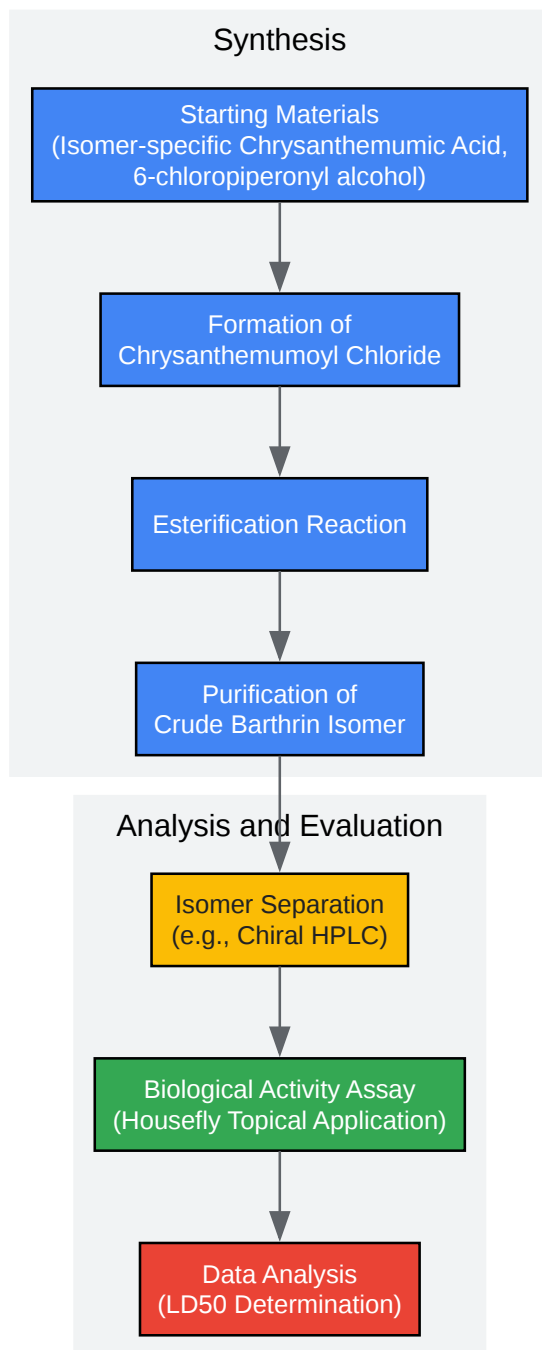 Synthesis
Starting Materials
(Isomer-specific Chrysanthemumic Acid,
6-chloropiperonyl alcohol)
Formation of
Chrysanthemumoyl Chloride
Esterification Reaction
Purification of
Crude Barthrin Isomer
Analysis and Evaluation
Isomer Separation
(e.g., Chiral HPLC)
Biological Activity Assay
(Housefly Topical Application)
Data Analysis
(LD50 Determination)